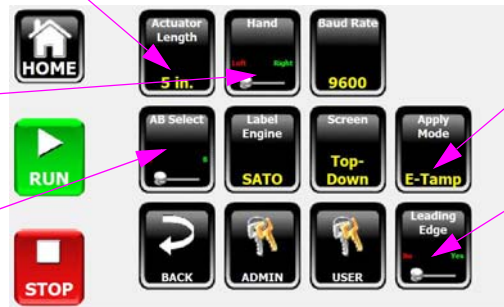 HOME
Actuator
Length
5 in.
Hand
Left Right
Baud Rate
9600
RUN
AB Select
B
Label
Engine
SATO
Screen
Top-
Down
Apply
Mode
E-Tamp
STOP
BACK
ADMIN
USER
Leading
Edge
No Yes